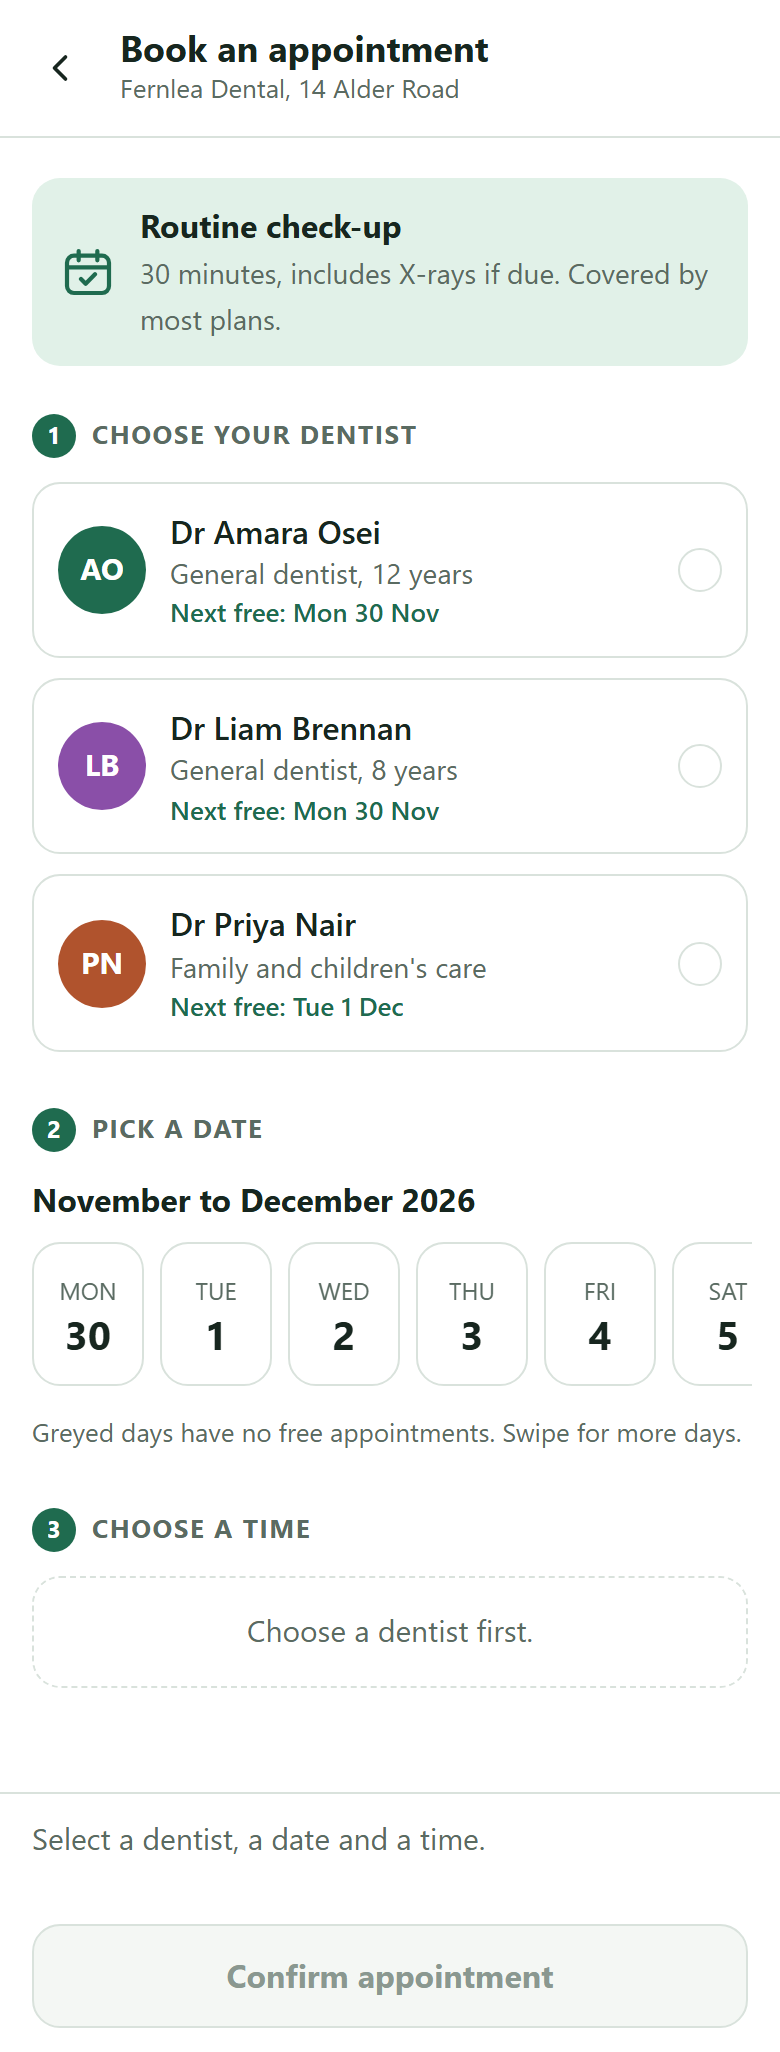 Book an appointment
Fernlea Dental, 14 Alder Road
Routine check-up
30 minutes, includes X-rays if due. Covered by
most plans.
1 CHOOSE YOUR DENTIST
AO
Dr Amara Osei
General dentist, 12 years
Next free: Mon 30 Nov
LB
Dr Liam Brennan
General dentist, 8 years
Next free: Mon 30 Nov
PN
Dr Priya Nair
Family and children's care
Next free: Tue 1 Dec
2 PICK A DATE
November to December 2026
MON TUE WED THU FRI SAT
30 1 2 3 4 5
Greyed days have no free appointments. Swipe for more days.
3 CHOOSE A TIME
Choose a dentist first.
Select a dentist, a date and a time.
Confirm appointment